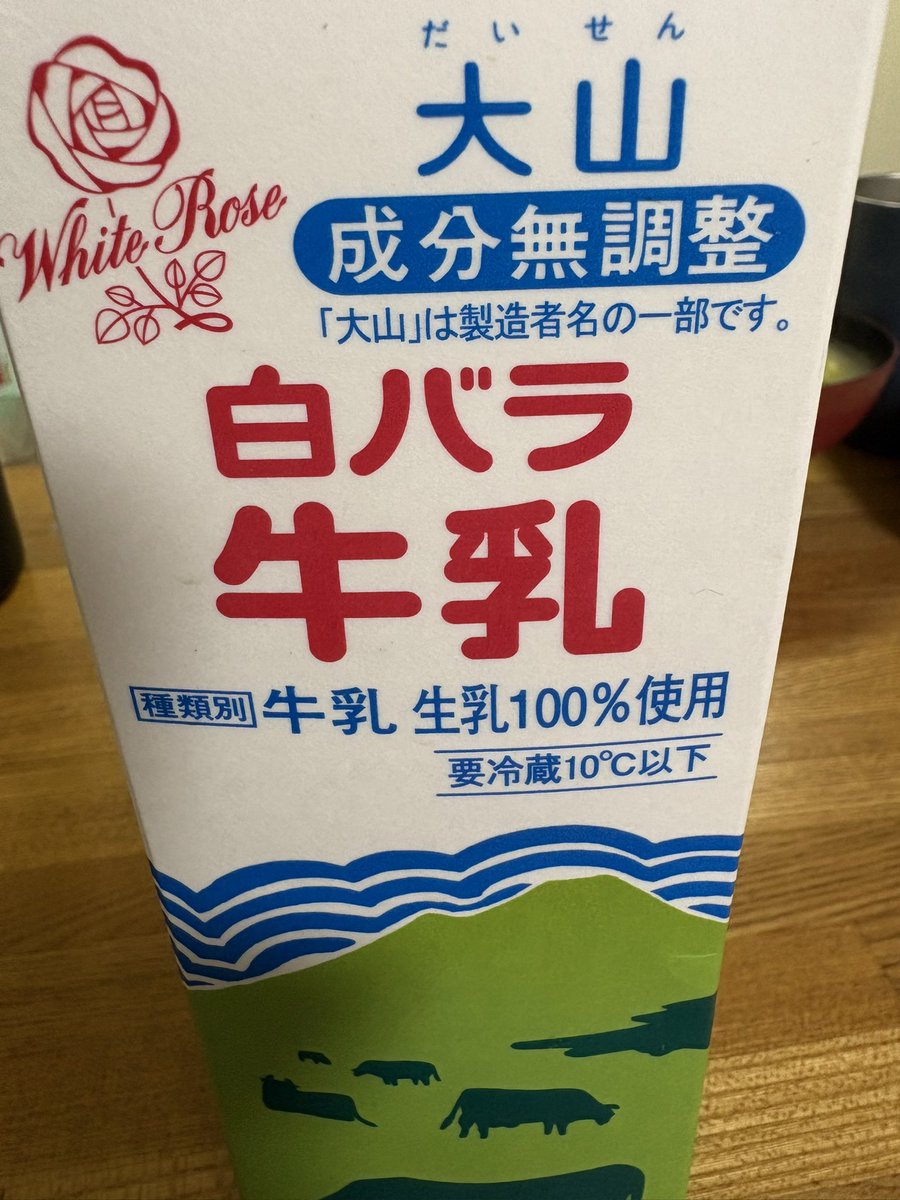 だいせん
大山
White Rose
成分無調整
「大山」は製造者名の一部です。
白バラ
牛乳
種類別 牛乳 生乳100%使用
要冷蔵10℃以下